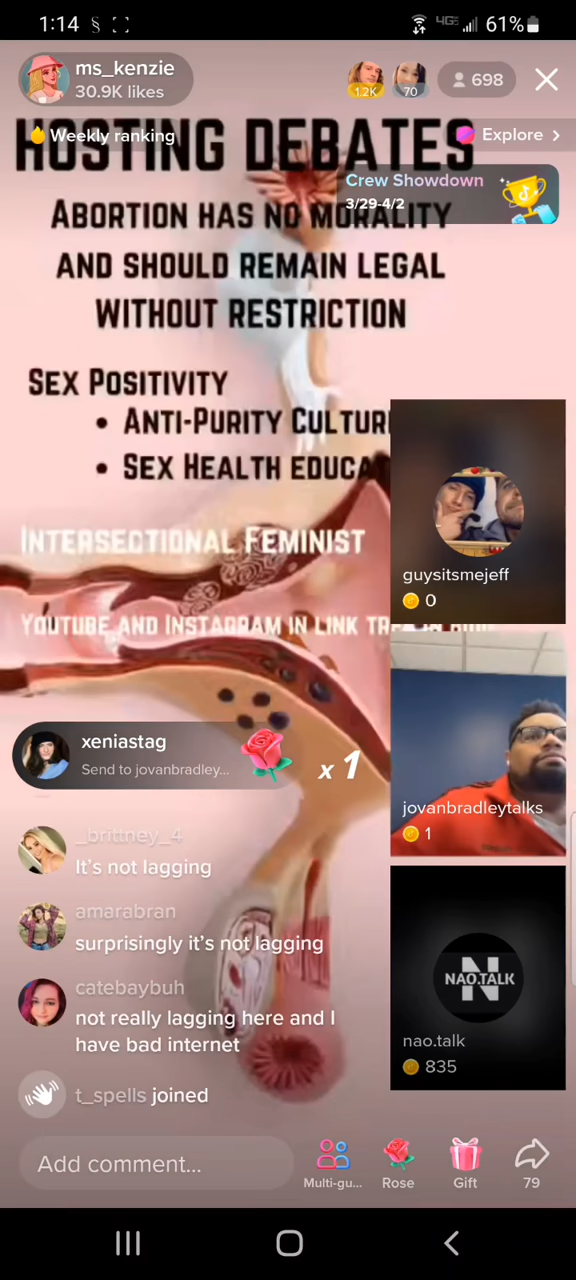 1:14
4GE
61%
ms_kenzie
30.9K likes
1.2K
70
698
Weekly ranking
Explore >
HOSTING DEBATES
Crew Showdown
3/29-4/2
ABORTION HAS NO MORALITY
AND SHOULD REMAIN LEGAL
WITHOUT RESTRICTION
SEX POSITIVITY
• ANTI-PURITY CULTUR
• SEX HEALTH EDUCA
INTERSECTIONAL FEMINIST
guysitsmejeff
0
YOUTUBE AND INSTAGRAM IN LINK TR
xeniastag
Send to jovanbradley...
x 1
jovanbradleytalks
1
_brittney_4
It's not lagging
amarabran
surprisingly it's not lagging
catebaybuh
not really lagging here and I
have bad internet
NAO.TALK
nao.talk
835
t_spells joined
Add comment...
Multi-gu...
Rose
Gift
79